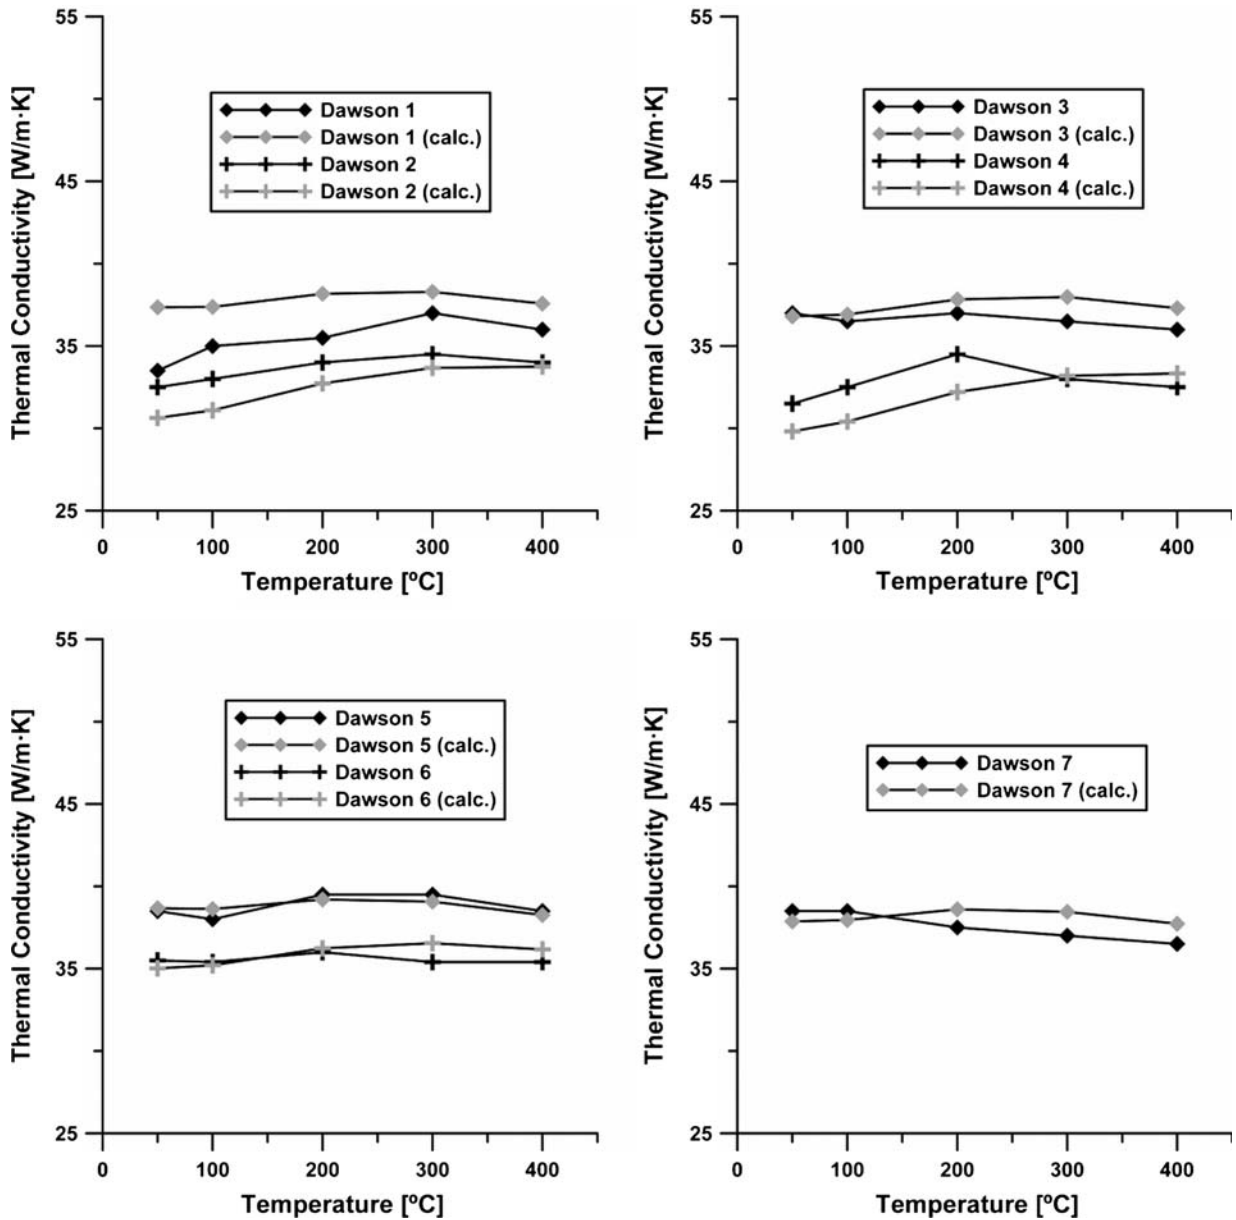 55
45
35
25
0
100
200
300
400
Thermal Conductivity [W/m·K]
Temperature [ºC]
Dawson 1
Dawson 1 (calc.)
Dawson 2
Dawson 2 (calc.)
55
45
35
25
0
100
200
300
400
Thermal Conductivity [W/m·K]
Temperature [ºC]
Dawson 3
Dawson 3 (calc.)
Dawson 4
Dawson 4 (calc.)
55
45
35
25
0
100
200
300
400
Thermal Conductivity [W/m·K]
Temperature [ºC]
Dawson 5
Dawson 5 (calc.)
Dawson 6
Dawson 6 (calc.)
55
45
35
25
0
100
200
300
400
Thermal Conductivity [W/m·K]
Temperature [ºC]
Dawson 7
Dawson 7 (calc.)